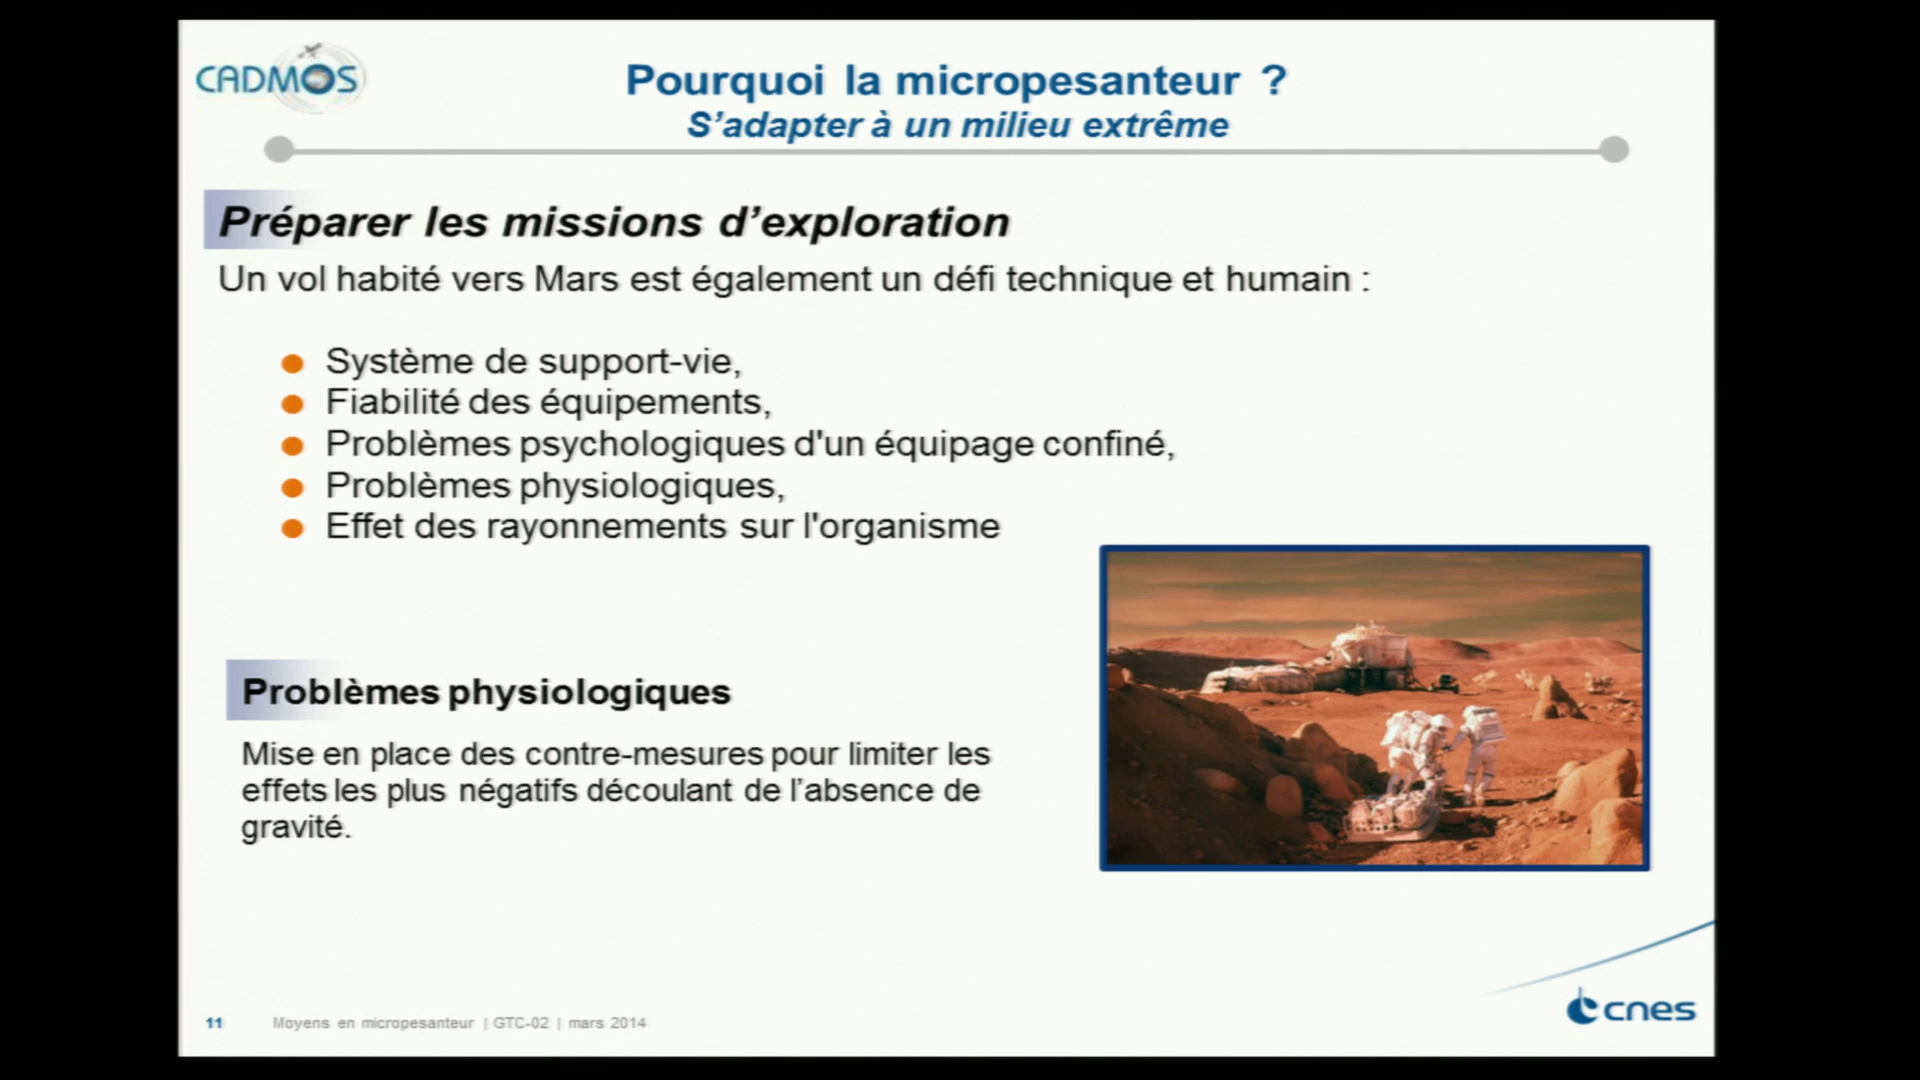 CADMOS
Pourquoi la micropesanteur ?
S’adapter à un milieu extrême
Préparer les missions d’exploration
Un vol habité vers Mars est également un défi technique et humain :
Système de support-vie,
Fiabilité des équipements,
Problèmes psychologiques d'un équipage confiné,
Problèmes physiologiques,
Effet des rayonnements sur l'organisme
Problèmes physiologiques
Mise en place des contre-mesures pour limiter les
effets les plus négatifs découlant de l’absence de
gravité.
11 Moyens en micropesanteur | GTC-02 | mars 2014
cnes